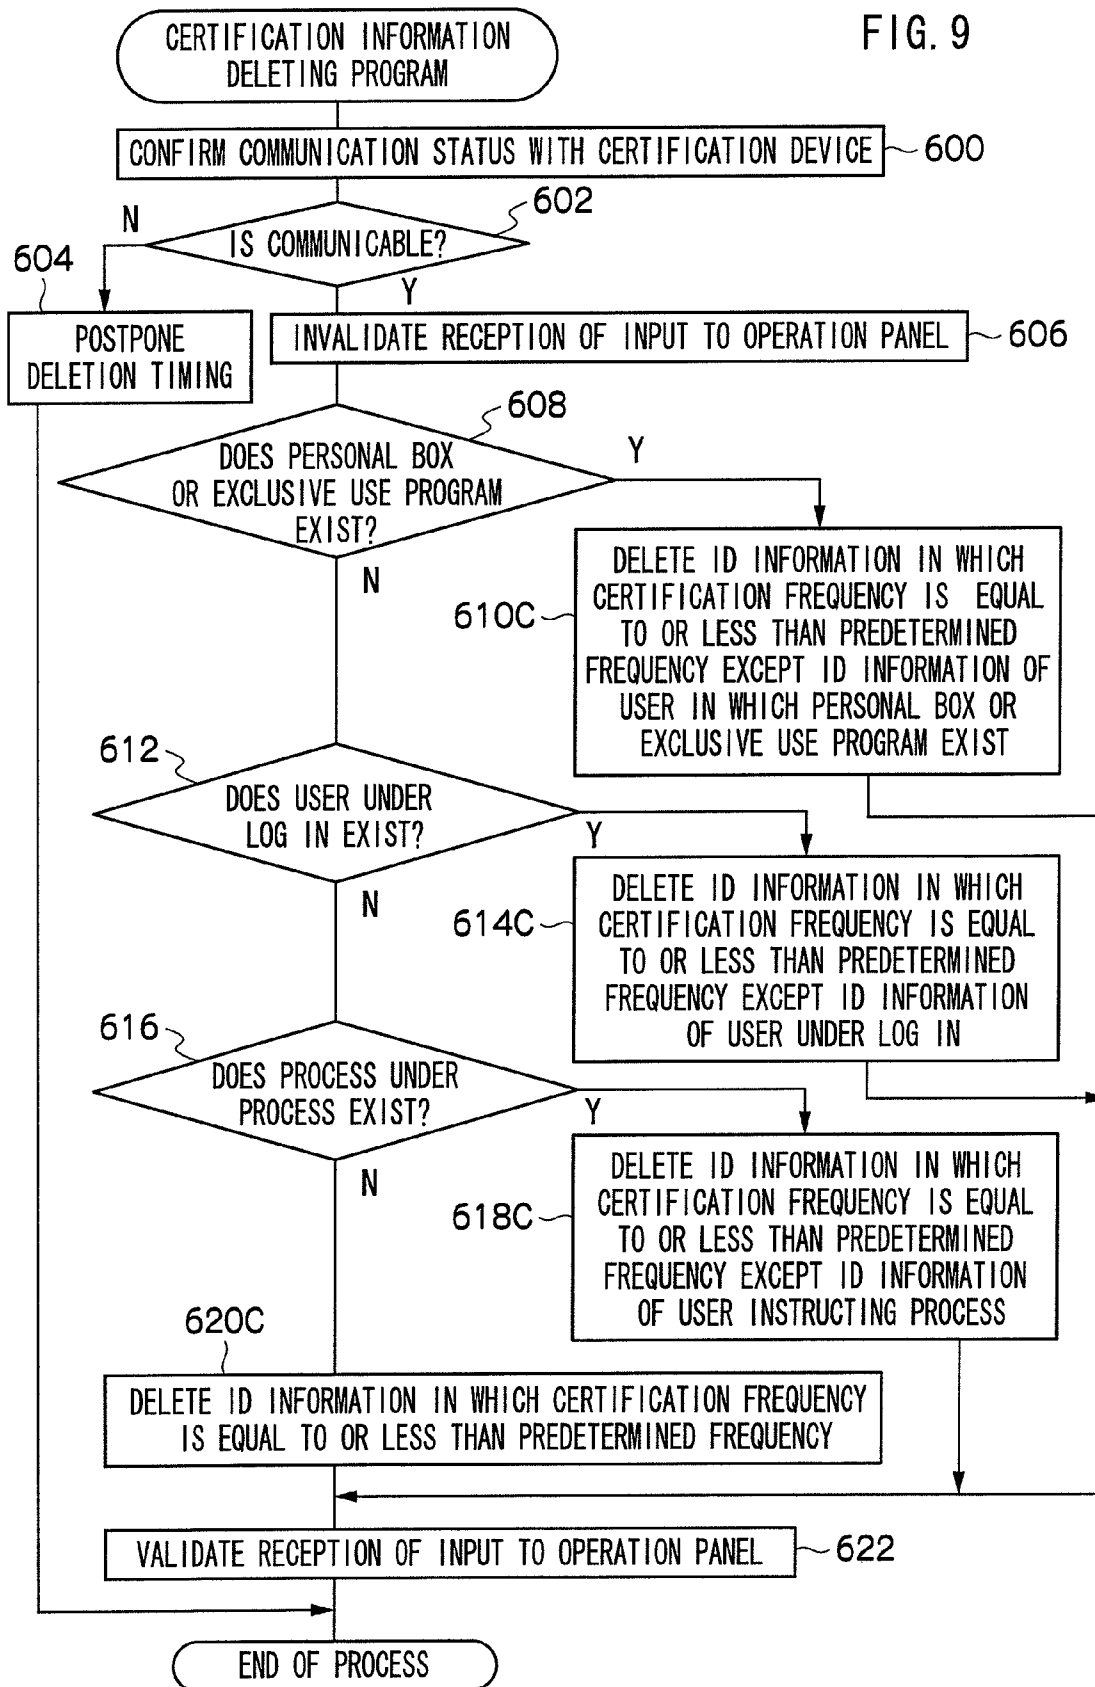 FIG. 9
CERTIFICATION INFORMATION
DELETING PROGRAM
CONFIRM COMMUNICATION STATUS WITH CERTIFICATION DEVICE
600
602
N
IS COMMUNICABLE?
604
Y
POSTPONE
DELETION TIMING
INVALIDATE RECEPTION OF INPUT TO OPERATION PANEL
606
608
DOES PERSONAL BOX
OR EXCLUSIVE USE PROGRAM
EXIST?
Y
N
610C
DELETE ID INFORMATION IN WHICH
CERTIFICATION FREQUENCY IS EQUAL
TO OR LESS THAN PREDETERMINED
FREQUENCY EXCEPT ID INFORMATION OF
USER IN WHICH PERSONAL BOX OR
EXCLUSIVE USE PROGRAM EXIST
612
DOES USER UNDER
LOG IN EXIST?
Y
N
614C
DELETE ID INFORMATION IN WHICH
CERTIFICATION FREQUENCY IS EQUAL
TO OR LESS THAN PREDETERMINED
FREQUENCY EXCEPT ID INFORMATION
OF USER UNDER LOG IN
616
DOES PROCESS UNDER
PROCESS EXIST?
Y
N
618C
DELETE ID INFORMATION IN WHICH
CERTIFICATION FREQUENCY IS EQUAL
TO OR LESS THAN PREDETERMINED
FREQUENCY EXCEPT ID INFORMATION
OF USER INSTRUCTING PROCESS
620C
DELETE ID INFORMATION IN WHICH CERTIFICATION FREQUENCY
IS EQUAL TO OR LESS THAN PREDETERMINED FREQUENCY
VALIDATE RECEPTION OF INPUT TO OPERATION PANEL
622
END OF PROCESS